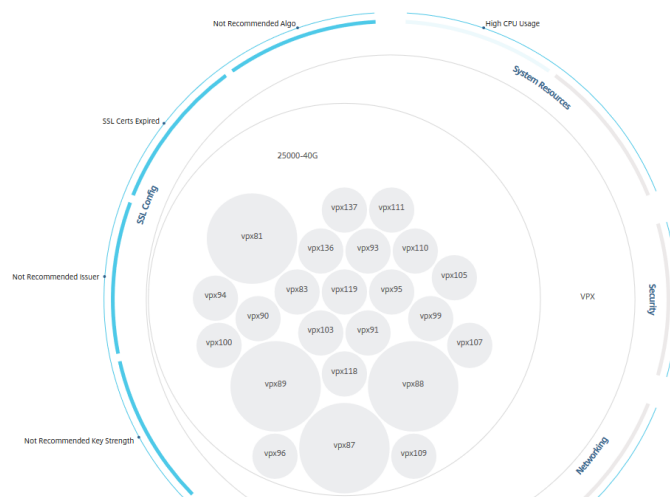 Not Recommended Algo
High CPU Usage
System Resources
SSL Certs Expired
25000-40G
SSL Config
vpx137
vpx111
vpx81
vpx136
vpx93
vpx110
Not Recommended Issuer
vpx105
vpx83
vpx119
vpx95
vpx94
VPX
Security
vpx90
vpx99
vpx103
vpx91
vpx100
vpx107
vpx118
vpx89
vpx88
Not Recommended Key Strength
vpx87
vpx96
vpx109
Networking